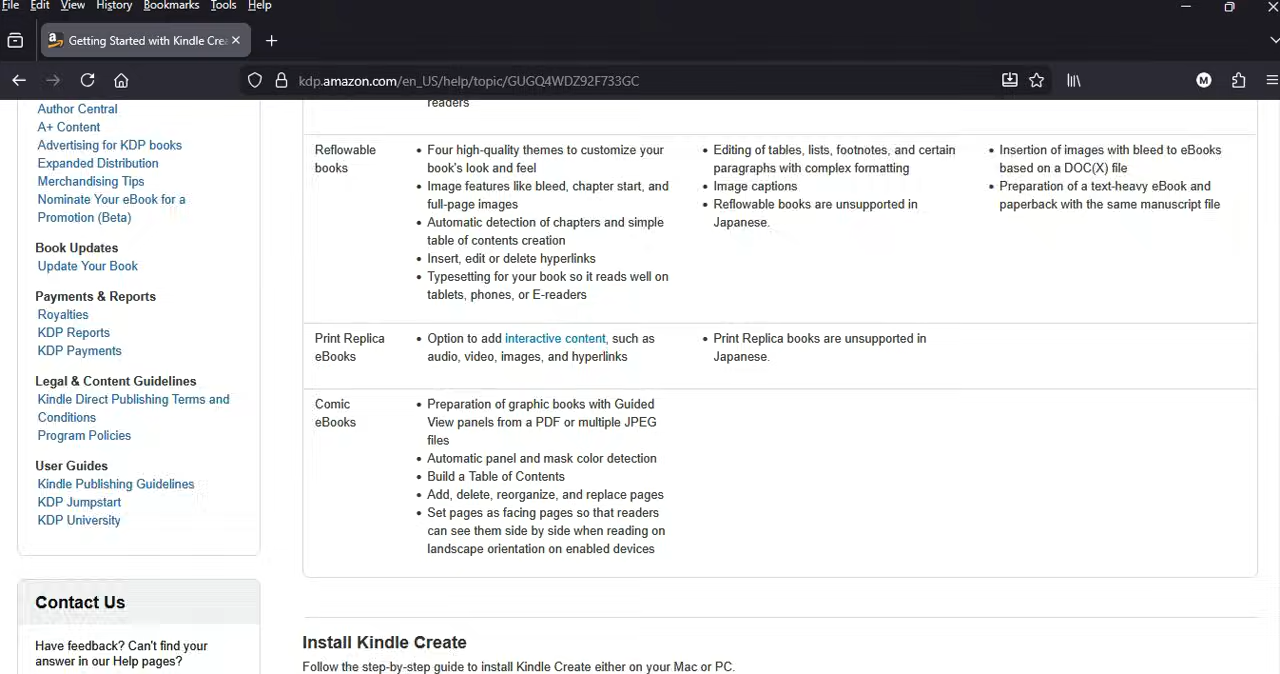 File Edit View History Bookmarks Tools Help
Getting Started with Kindle Crea
kdp.amazon.com/en_US/help/topic/GUGQ4WDZ92F733GC
M
Author Central
A+ Content
Advertising for KDP books
Expanded Distribution
Merchandising Tips
Nominate Your eBook for a
Promotion (Beta)
Book Updates
Update Your Book
Payments & Reports
Royalties
KDP Reports
KDP Payments
Legal & Content Guidelines
Kindle Direct Publishing Terms and
Conditions
Program Policies
User Guides
Kindle Publishing Guidelines
KDP Jumpstart
KDP University
Contact Us
Have feedback? Can't find your
answer in our Help pages?
readers
Reflowable
books
• Four high-quality themes to customize your
book's look and feel
• Image features like bleed, chapter start, and
full-page images
• Automatic detection of chapters and simple
table of contents creation
• Insert, edit or delete hyperlinks
• Typesetting for your book so it reads well on
tablets, phones, or E-readers
• Editing of tables, lists, footnotes, and certain
paragraphs with complex formatting
• Image captions
• Reflowable books are unsupported in
Japanese.
• Insertion of images with bleed to eBooks
based on a DOC(X) file
• Preparation of a text-heavy eBook and
paperback with the same manuscript file
Print Replica
eBooks
• Option to add interactive content, such as
audio, video, images, and hyperlinks
• Print Replica books are unsupported in
Japanese.
Comic
eBooks
• Preparation of graphic books with Guided
View panels from a PDF or multiple JPEG
files
• Automatic panel and mask color detection
• Build a Table of Contents
• Add, delete, reorganize, and replace pages
• Set pages as facing pages so that readers
can see them side by side when reading on
landscape orientation on enabled devices
Install Kindle Create
Follow the step-by-step guide to install Kindle Create either on your Mac or PC.